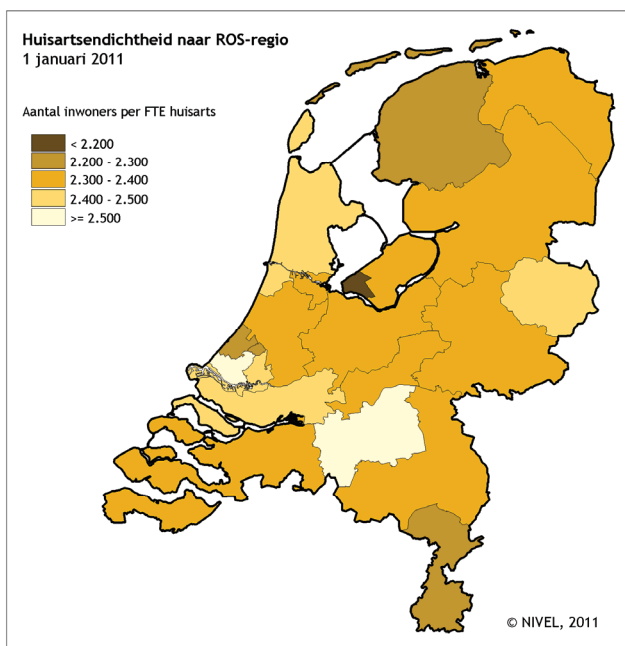 Huisartsendichtheid naar ROS-regio
1 januari 2011
Aantal inwoners per FTE huisarts
< 2.200
2.200 - 2.300
2.300 - 2.400
2.400 - 2.500
>= 2.500
© NIVEL, 2011